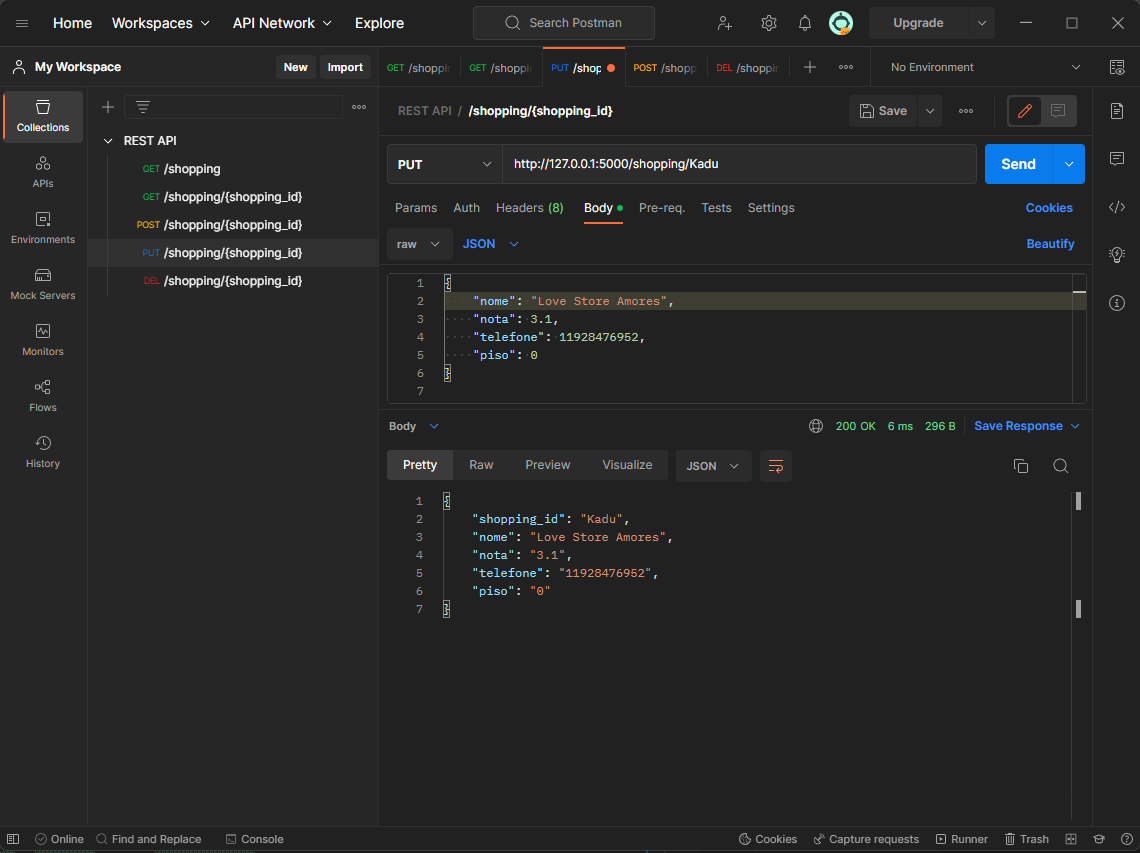 Home Workspaces API Network Explore Search Postman Upgrade
My Workspace New Import GET /shoppin GET /shoppin PUT /shop POST /shopp DEL /shoppin No Environment
Collections
APIs
Environments
Mock Servers
Monitors
Flows
History
REST API
GET /shopping
GET /shopping/{shopping_id}
POST /shopping/{shopping_id}
PUT /shopping/{shopping_id}
DEL /shopping/{shopping_id}
REST API / /shopping/{shopping_id} Save
PUT http://127.0.0.1:5000/shopping/Kadu Send
Params Auth Headers (8) Body Pre-req. Tests Settings Cookies
raw JSON Beautify
1 {
2 "nome": "Love Store Amores",
3 "nota": 3.1,
4 "telefone": 11928476952,
5 "piso": 0
6 }
7
Body 200 OK 6 ms 296 B Save Response
Pretty Raw Preview Visualize JSON
1 {
2 "shopping_id": "Kadu",
3 "nome": "Love Store Amores",
4 "nota": "3.1",
5 "telefone": "11928476952",
6 "piso": "0"
7 }
Online Find and Replace Console Cookies Capture requests Runner Trash